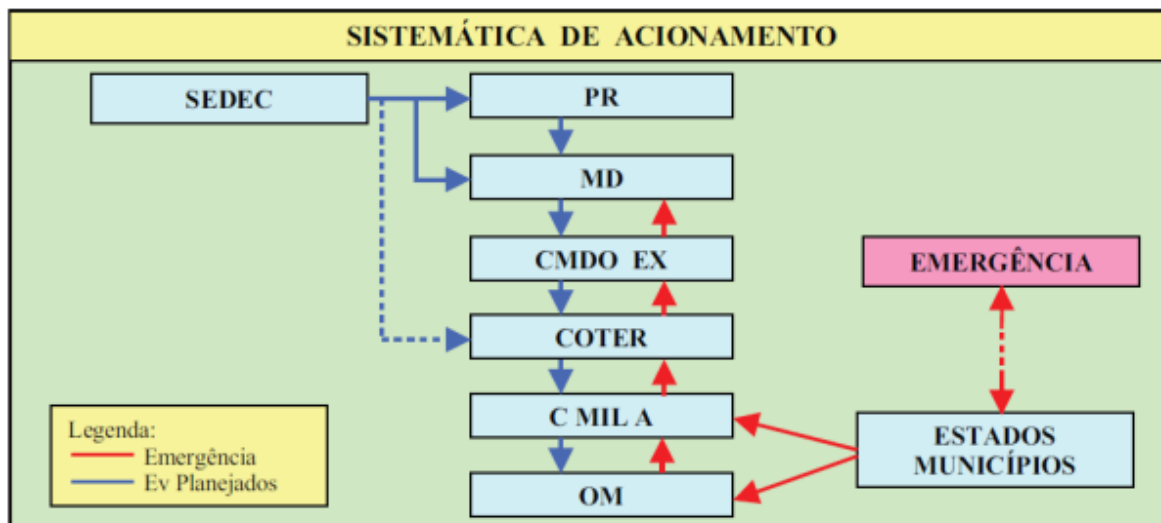 SISTEMÁTICA DE ACIONAMENTO
SEDEC
PR
MD
CMDO EX
EMERGÊNCIA
COTER
C MIL A
ESTADOS
MUNICÍPIOS
OM
Legenda:
Emergência
Ev Planejados